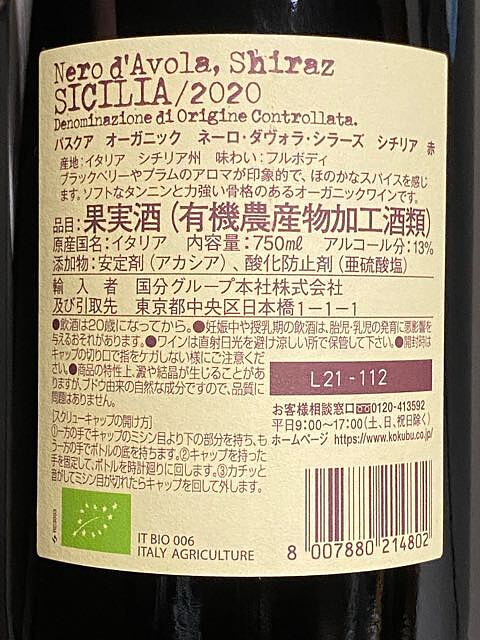 Nero d'Avola, Shiraz
SICILIA/2020
Denominazione di Origine Controllata.
パスクア オーガニック ネーロ・ダヴォラ・シラーズ シチリア 赤
産地:イタリア シチリア州 味わい:フルボディ
ブラックベリーやプラムのアロマが印象的で、ほのかなスパイスを感じ
ます。ソフトなタンニンと力強い骨格のあるオーガニックワインです。
品目:果実酒(有機農産物加工酒類)
原産国名:イタリア 内容量:750mℓ アルコール分:13%
添加物:安定剤(アカシア)、酸化防止剤(亜硫酸塩)
輸入者 国分グループ本社株式会社
及び引取先 東京都中央区日本橋1-1-1
●飲酒は20歳になってから。●妊娠中や授乳期の飲酒は、胎児・乳児の発育に悪影響を
与えるおそれがあります。●ワインは直射日光を避け涼しい所で保管して下さい。●開封時は
キャップの切り口で指をケガしない様にご注意くだ
さい。●商品の特性上、澱や結晶が生じることがあ
りますが、ブドウ由来の自然な成分ですので、品質に
問題はありません。
[スクリューキャップの開け方]
①一方の手でキャップのミシン目より下の部分を持ち、も
う一方の手でボトルの底を持ちます。②キャップを持った
手を固定して、ボトルを時計廻りに回します。③カチッと
音がしてミシン目が切れたらキャップを回して外します。
L21-112
お客様相談窓口 0120-413592
平日9:00〜17:00(土、日、祝日除く)
ホームページ https://www.kokubu.co.jp/
IT BIO 006
ITALY AGRICULTURE
8 007880 214802